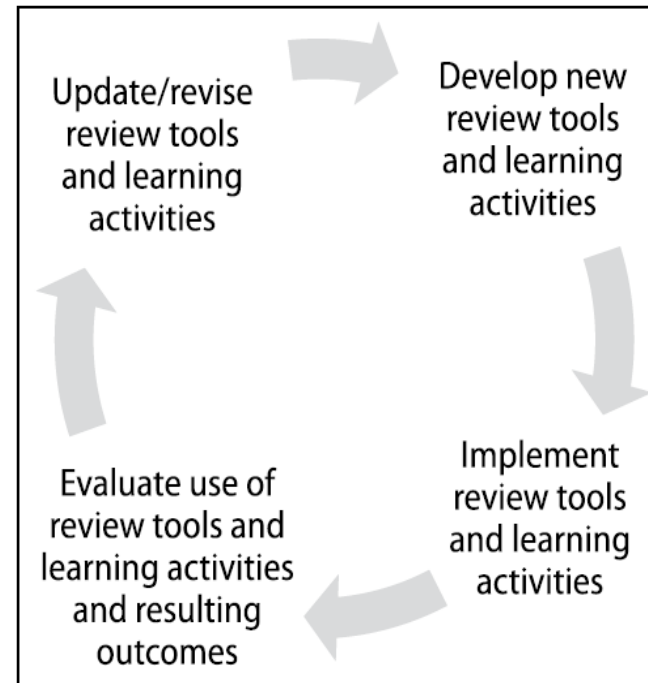 Update/revise
review tools
and learning
activities
Develop new
review tools
and learning
activities
Implement
review tools
and learning
activities
Evaluate use of
review tools and
learning activities
and resulting
outcomes